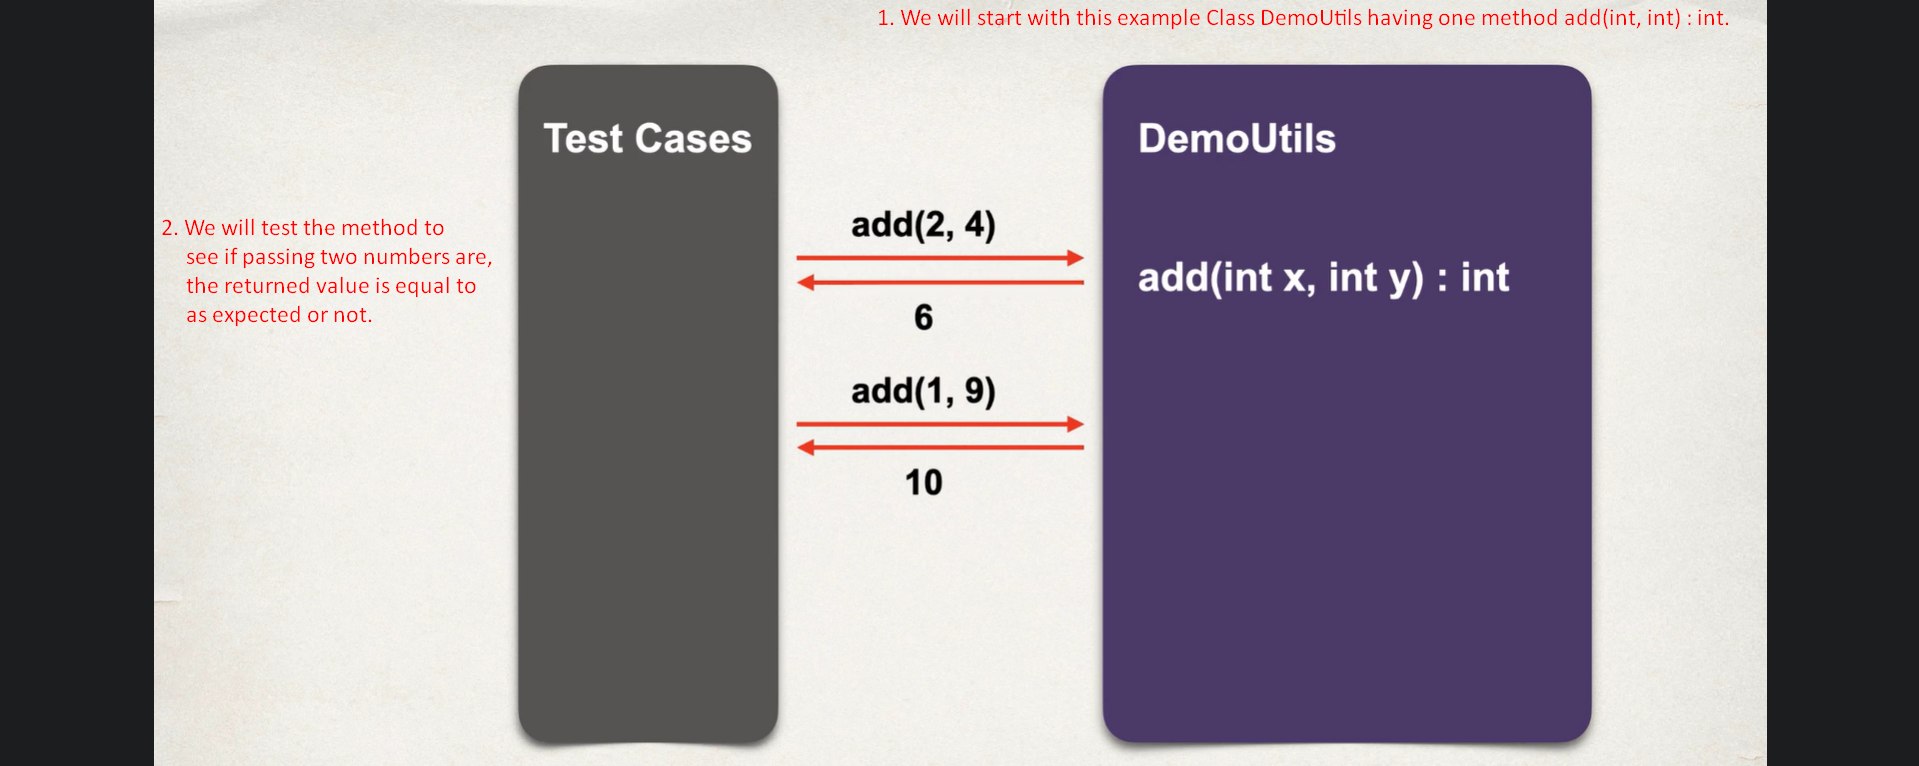 1. We will start with this example Class DemoUtils having one method add(int, int) : int.
Test Cases
DemoUtils
2. We will test the method to
see if passing two numbers are,
the returned value is equal to
as expected or not.
add(2, 4)
6
add(int x, int y) : int
add(1, 9)
10